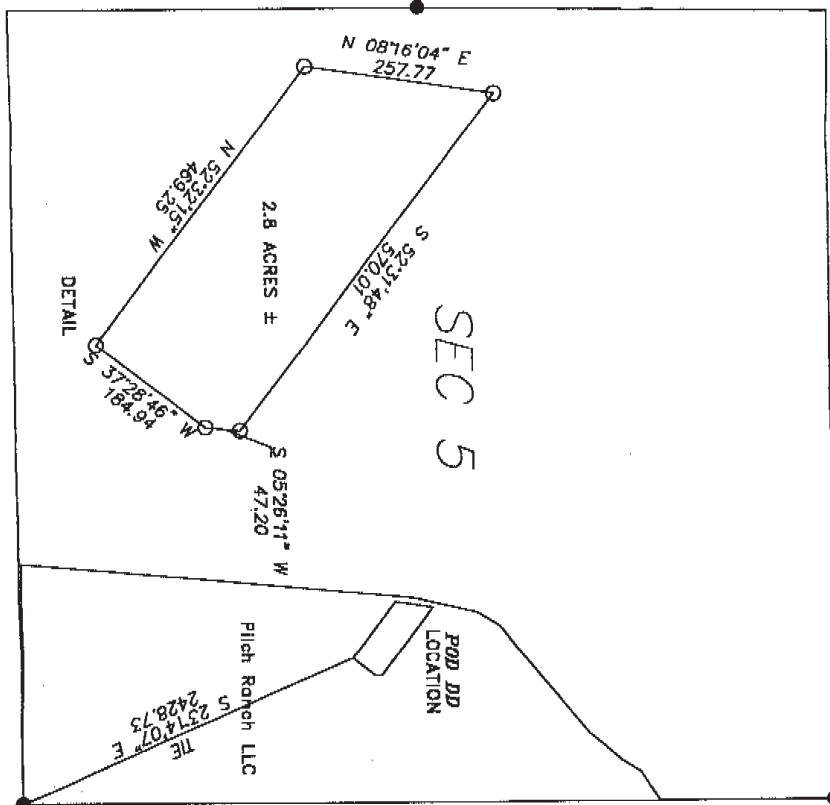 N 08°16'04" E
257.77
N 52°32'15" W
469.25
2.8 ACRES ±
S 52°31'48" E
570.01
DETAIL
S 37°28'46" W
184.94
SEC 5
S 05°26'11" W
47.20
POD DD
LOCATION
Pilch Ranch LLC
TIE
S 23°14'07" E
2428.73